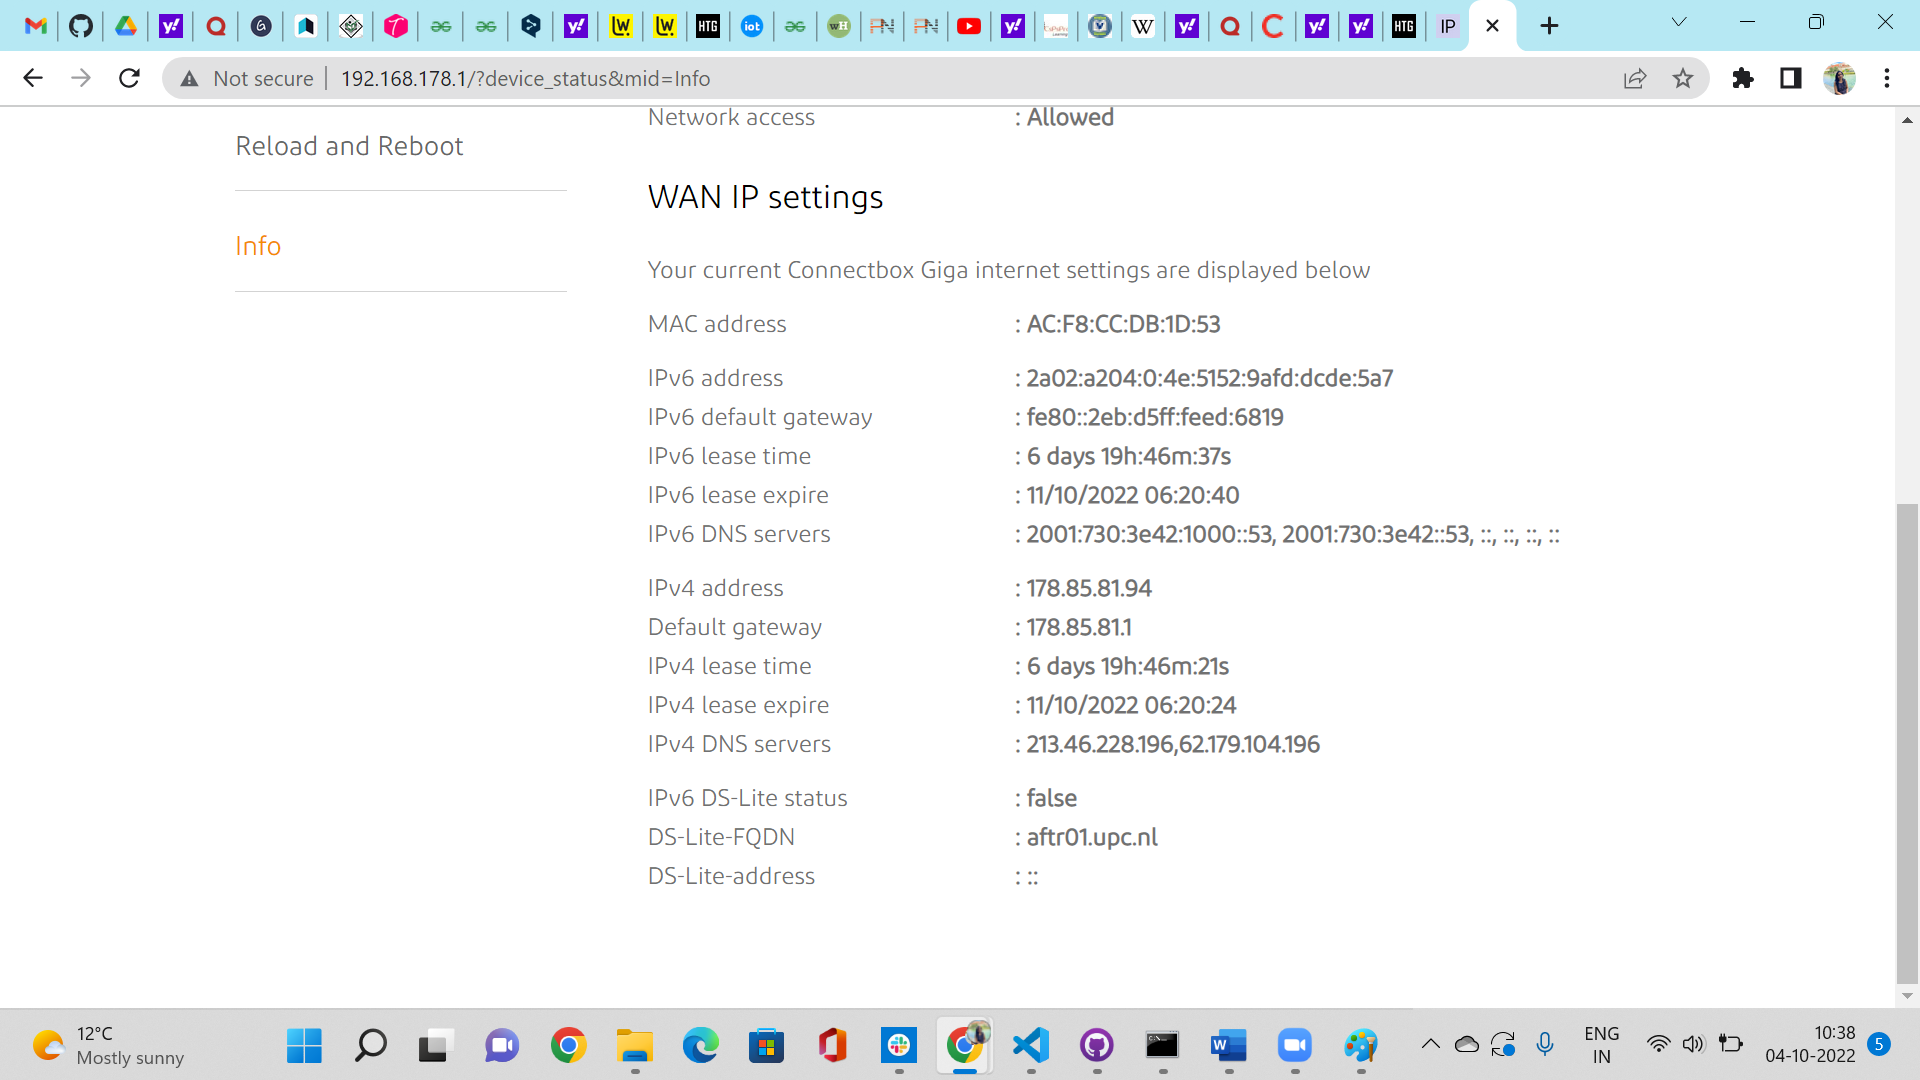 Not secure
192.168.178.1/?device_status&mid=Info
Network access : Allowed
Reload and Reboot
WAN IP settings
Info
Your current Connectbox Giga internet settings are displayed below
MAC address : AC:F8:CC:DB:1D:53
IPv6 address : 2a02:a204:0:4e:5152:9afd:dcde:5a7
IPv6 default gateway : fe80::2eb:d5ff:feed:6819
IPv6 lease time : 6 days 19h:46m:37s
IPv6 lease expire : 11/10/2022 06:20:40
IPv6 DNS servers : 2001:730:3e42:1000::53, 2001:730:3e42::53, ::, ::, ::, ::
IPv4 address : 178.85.81.94
Default gateway : 178.85.81.1
IPv4 lease time : 6 days 19h:46m:21s
IPv4 lease expire : 11/10/2022 06:20:24
IPv4 DNS servers : 213.46.228.196,62.179.104.196
IPv6 DS-Lite status : false
DS-Lite-FQDN : aftr01.upc.nl
DS-Lite-address : ::
12°C
Mostly sunny
ENG
IN
10:38
04-10-2022
5